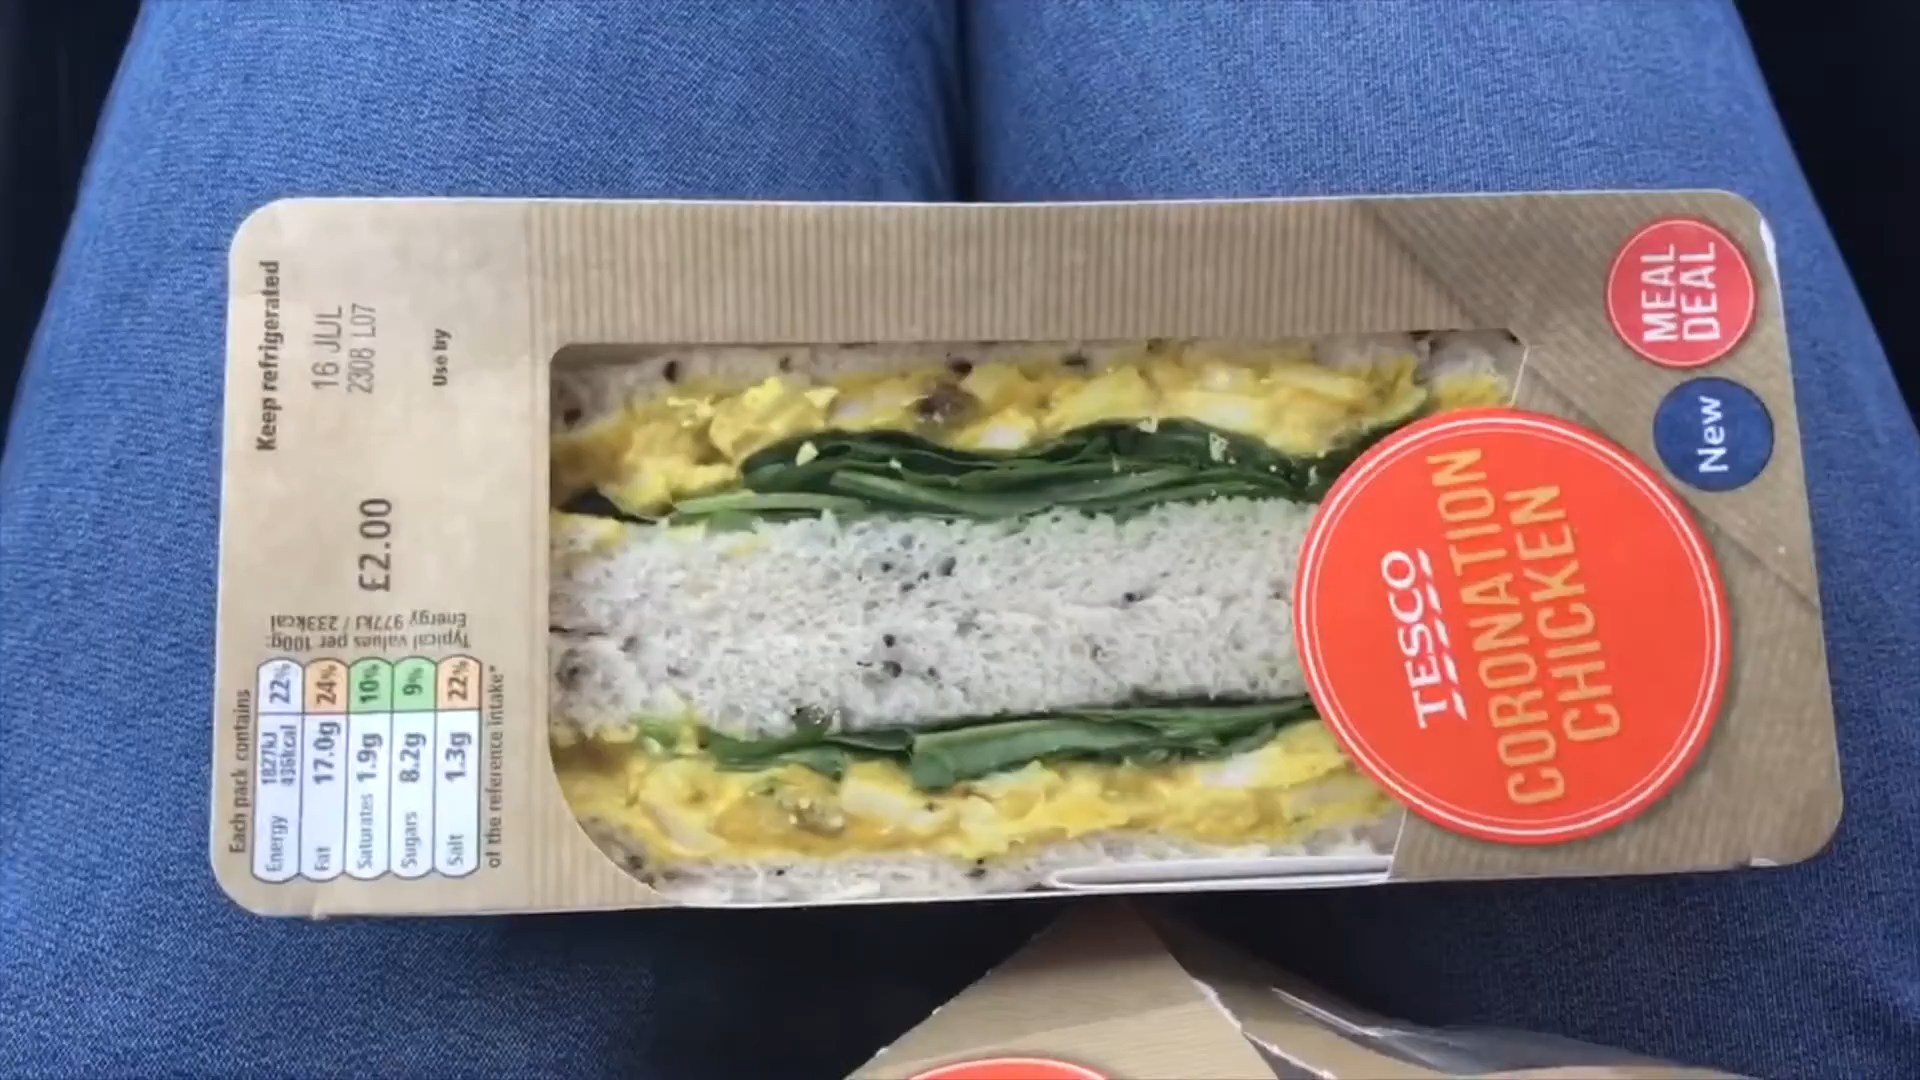 MEAL
DEAL
New
TESCO
CORONATION
CHICKEN
Keep refrigerated
16 JUL
2308 L07
Use by
£2.00
Typical values per 100g:
Energy 977kJ / 233kcal
Each pack contains
Energy 1827kJ 436kcal 22%
Fat 17.0g 24%
Saturates 1.9g 10%
Sugars 8.2g 9%
Salt 1.3g 22%
of the reference intake*